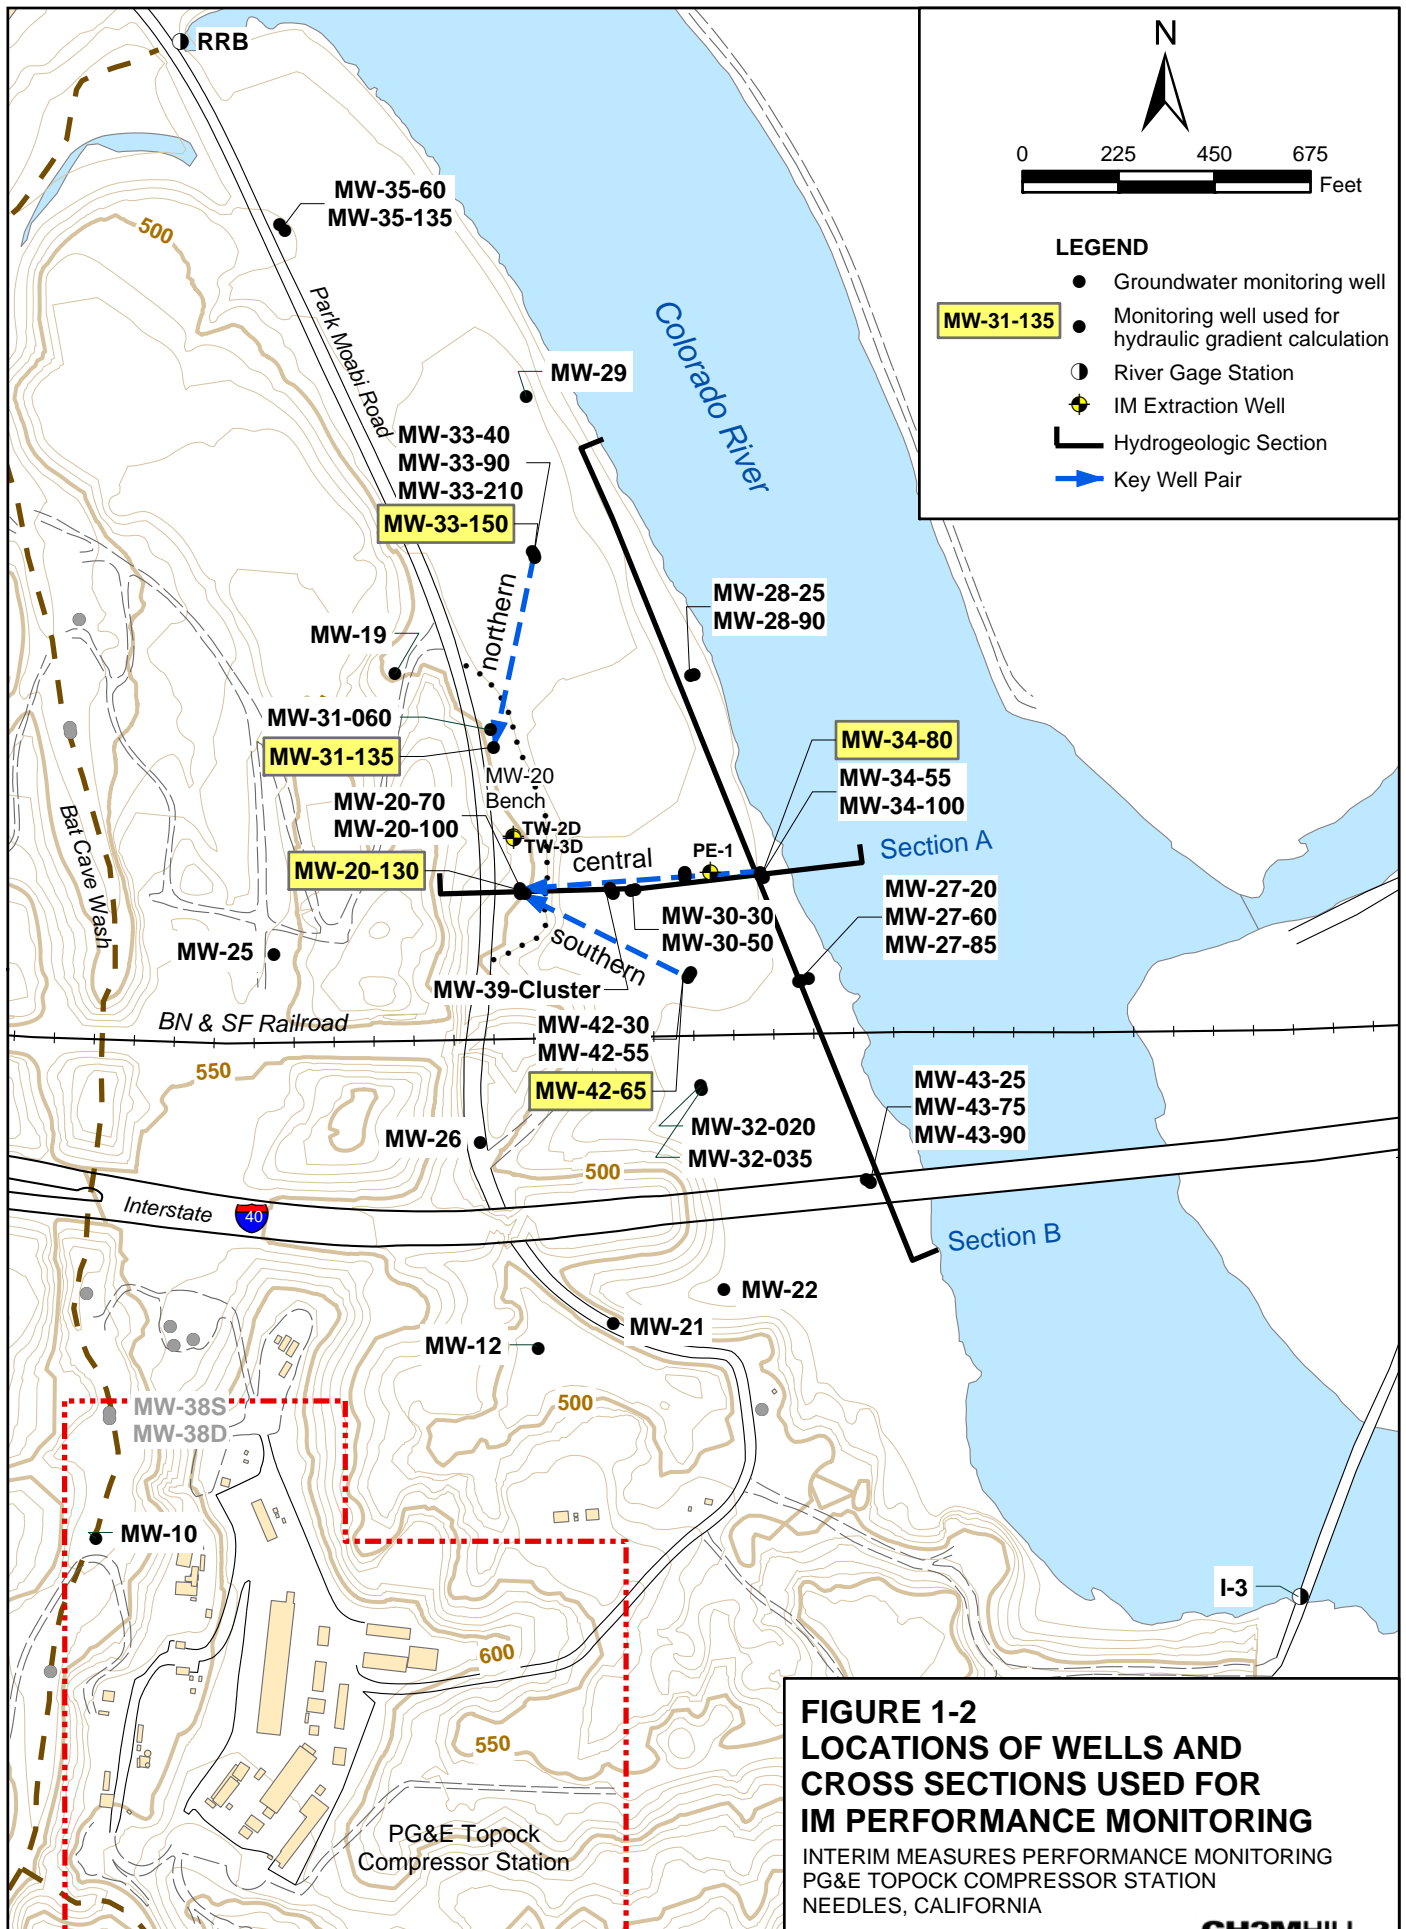 RRB
N
0 225 450 675
Feet
LEGEND
Groundwater monitoring well
MW-31-135
Monitoring well used for
hydraulic gradient calculation
River Gage Station
IM Extraction Well
Hydrogeologic Section
Key Well Pair
MW-35-60
MW-35-135
500
Park Moabi Road
Colorado River
MW-29
MW-33-40
MW-33-90
MW-33-210
MW-33-150
northern
MW-28-25
MW-28-90
MW-19
MW-31-060
MW-31-135
MW-34-80
MW-34-55
MW-34-100
MW-20
Bench
MW-20-70
MW-20-100
TW-2D
TW-3D
MW-20-130
central
PE-1
Section A
Bat Cave Wash
MW-27-20
MW-27-60
MW-27-85
MW-30-30
MW-30-50
MW-25
southern
MW-39-Cluster
BN & SF Railroad
MW-42-30
MW-42-55
MW-42-65
550
MW-43-25
MW-43-75
MW-43-90
MW-26
MW-32-020
MW-32-035
500
Interstate
40
Section B
MW-22
MW-21
MW-12
MW-38S
MW-38D
500
MW-10
I-3
600
550
PG&E Topock
Compressor Station
FIGURE 1-2
LOCATIONS OF WELLS AND
CROSS SECTIONS USED FOR
IM PERFORMANCE MONITORING
INTERIM MEASURES PERFORMANCE MONITORING
PG&E TOPOCK COMPRESSOR STATION
NEEDLES, CALIFORNIA
CH2MHILL